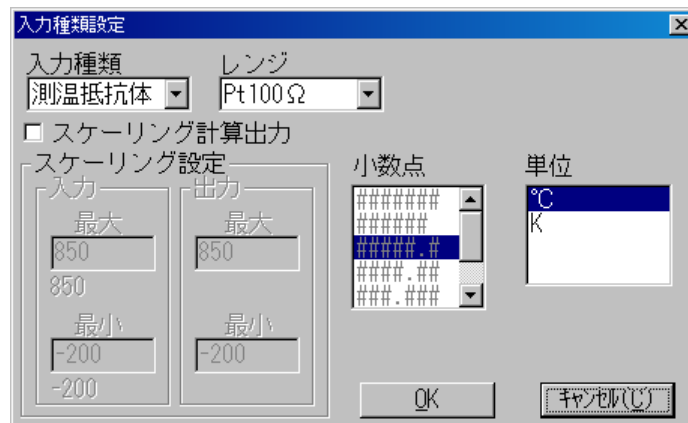 入力種類設定
入力種類
レンジ
測温抵抗体
Pt100Ω
スケーリング計算出力
スケーリング設定
入力
最大
850
850
最小
-200
-200
出力
最大
850
最小
-200
小数点
#######
######
#####.#
####.##
###.###
単位
℃
K
OK
キャンセル(C)